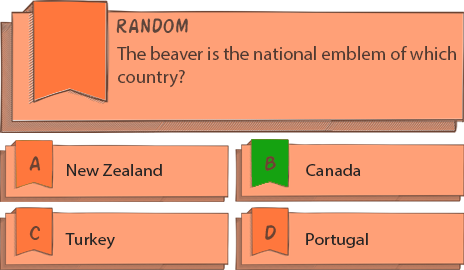 RANDOM
The beaver is the national emblem of which
country?
A New Zealand
B Canada
C Turkey
D Portugal